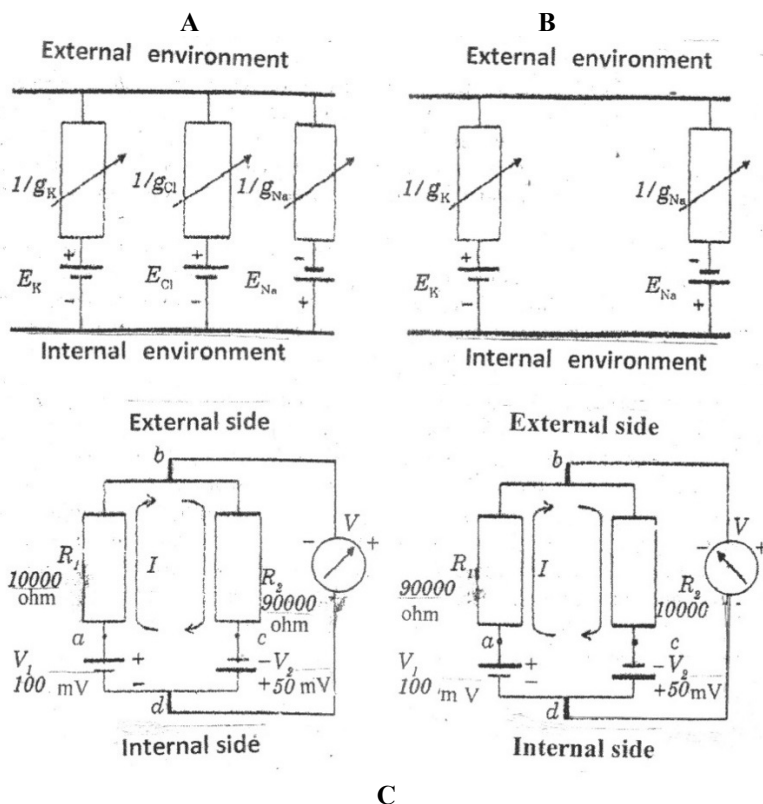 A
External environment
1/gK
1/gCl
1/gNa
+
+
-
EK
ECl
ENa
-
-
+
Internal environment
B
External environment
1/gK
1/gNa
+
-
EK
ENa
-
+
Internal environment
External side
b
R1
10000
ohm
I
R2
90000
ohm
- V +
a
c
V1
100 mV
+
-
-V2
+50 mV
d
Internal side
External side
b
R1
90000
ohm
I
R2
10000
- V +
a
c
V1
100 mV
+
-
-V2
+50mV
d
Internal side
C